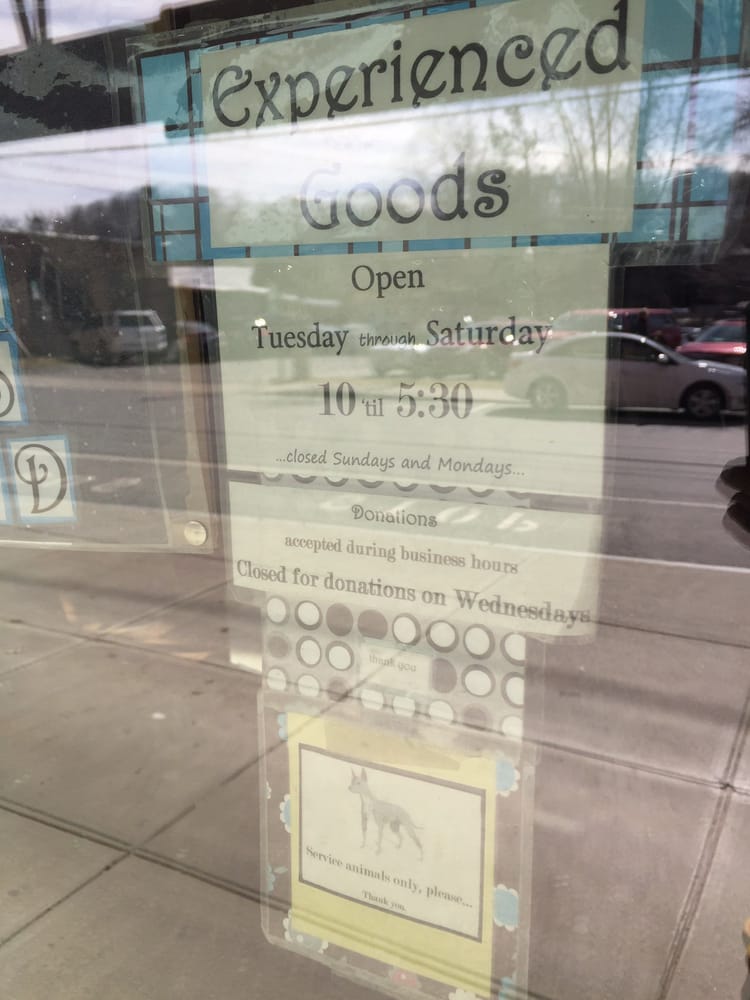 Experienced
Goods
Open
Tuesday through Saturday
10 'til 5:30
...closed Sundays and Mondays...
Donations
accepted during business hours
Closed for donations on Wednesdays
thank you
Service animals only, please...
Thank you.
D